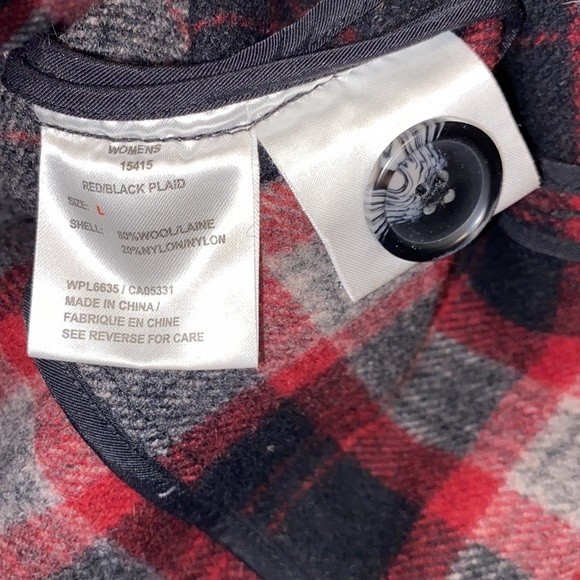 WOMENS
15415
RED/BLACK PLAID
SIZE: L
SHELL: 80%WOOL/LAINE
20%NYLON/NYLON
WPL6635 / CA05331
MADE IN CHINA /
FABRIQUE EN CHINE
SEE REVERSE FOR CARE